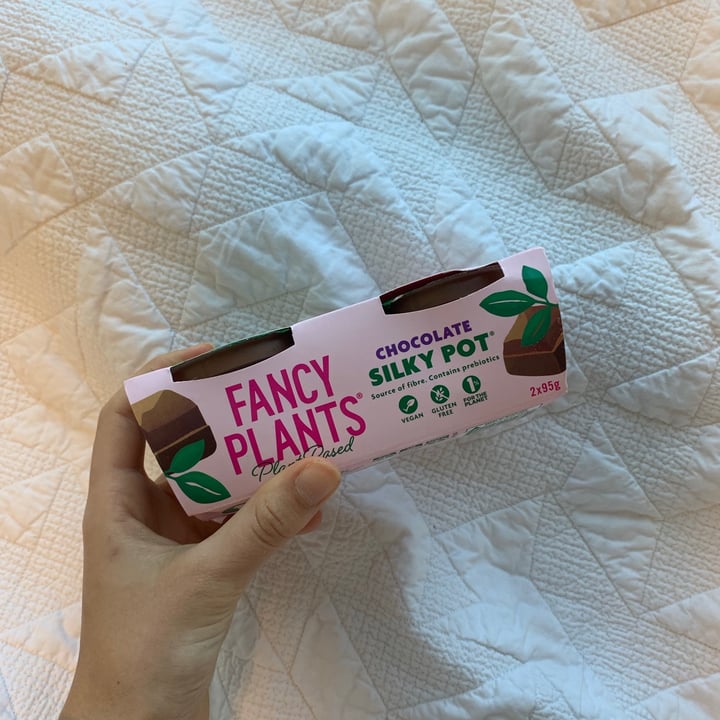 FANCY
PLANTS®
Plant Based
CHOCOLATE
SILKY POT®
Source of fibre. Contains prebiotics
VEGAN
GLUTEN
FREE
FOR THE
PLANET
2x95g